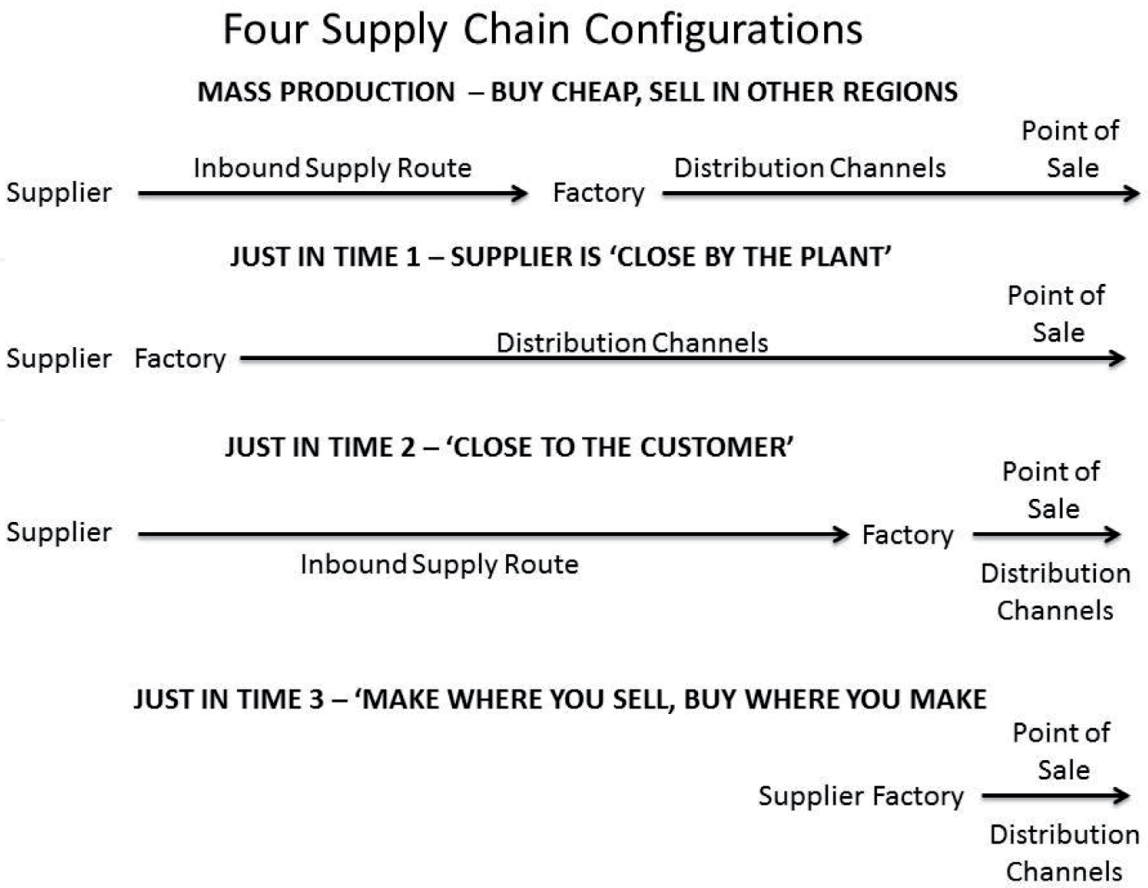 Four Supply Chain Configurations
MASS PRODUCTION – BUY CHEAP, SELL IN OTHER REGIONS
Point of
Sale
Inbound Supply Route
Distribution Channels
Supplier
Factory
JUST IN TIME 1 – SUPPLIER IS ‘CLOSE BY THE PLANT’
Point of
Sale
Distribution Channels
Supplier
Factory
JUST IN TIME 2 – ‘CLOSE TO THE CUSTOMER’
Point of
Sale
Supplier
Factory
Inbound Supply Route
Distribution
Channels
JUST IN TIME 3 – ‘MAKE WHERE YOU SELL, BUY WHERE YOU MAKE
Point of
Sale
Supplier Factory
Distribution
Channels